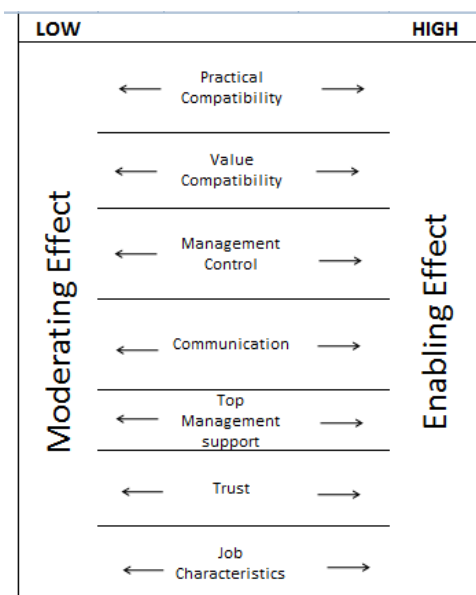 LOW
HIGH
Practical
Compatibility
Value
Compatibility
Management
Control
Communication
Top
Management
support
Trust
Job
Characteristics
Moderating Effect
Enabling Effect